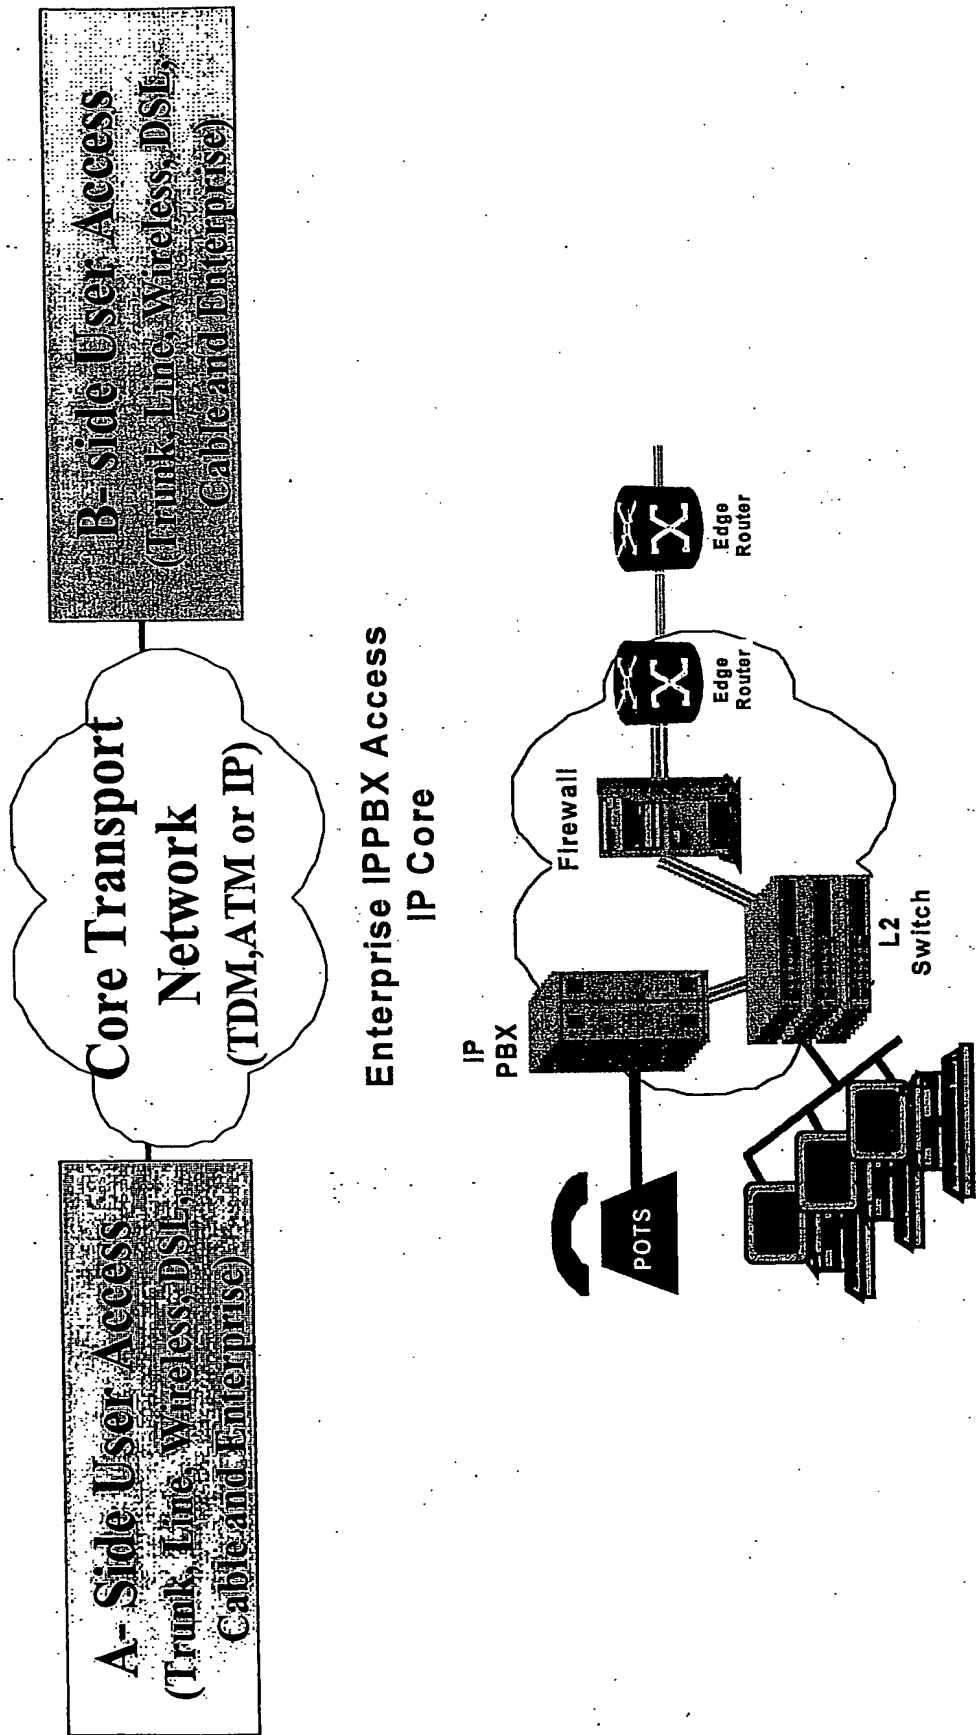 A- Side User Access
(Trunk, Line, Wireless, DSL,
Cable and Enterprise)
Core Transport
Network
(TDM,ATM or IP)
B- side User Access
(Trunk, Line, Wireless, DSL,
Cable and Enterprise)
Enterprise IPPBX Access
IP Core
IP
PBX
Firewall
POTS
L2
Switch
Edge
Router
Edge
Router